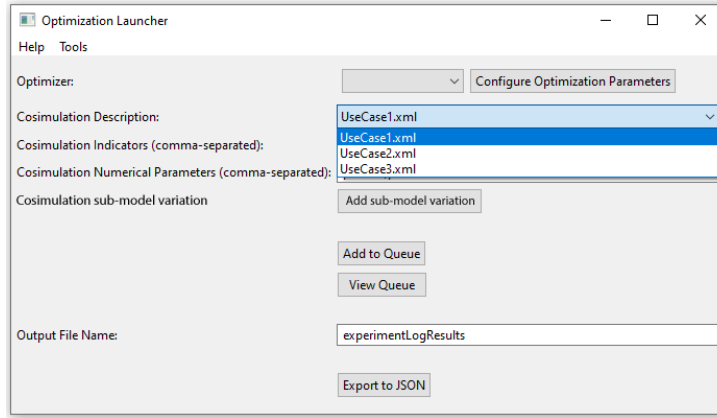 Optimization Launcher
Help Tools
Optimizer: Configure Optimization Parameters
Cosimulation Description: UseCase1.xml
UseCase1.xml
Cosimulation Indicators (comma-separated):
UseCase2.xml
UseCase3.xml
Cosimulation Numerical Parameters (comma-separated):
Cosimulation sub-model variation Add sub-model variation
Add to Queue
View Queue
Output File Name: experimentLogResults
Export to JSON